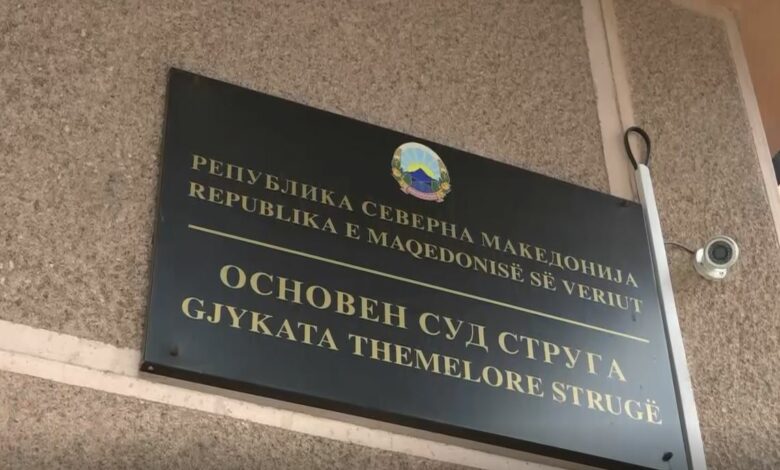 РЕПУБЛИКА СЕВЕРНА МАКЕДОНИЈА
REPUBLIKA E MAQEDONISË SË VERIUT
ОСНОВЕН СУД СТРУГА
GJYKATA THEMELORE STRUGË